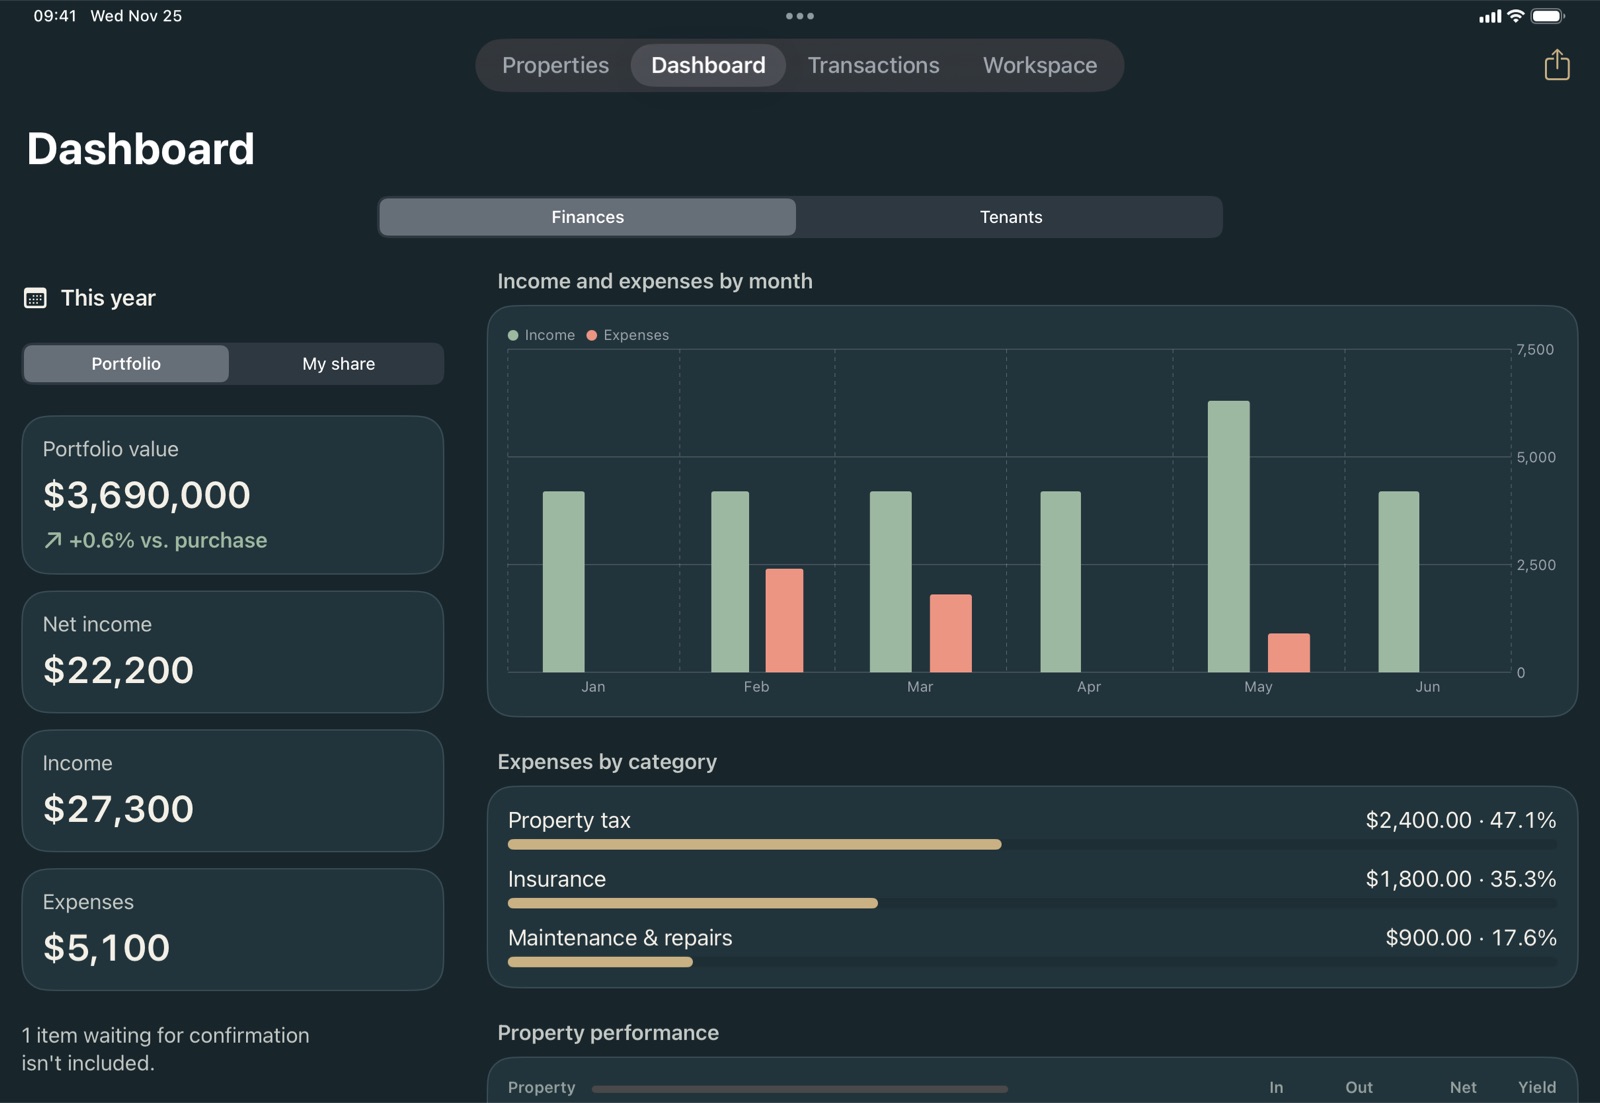 09:41 Wed Nov 25
Properties Dashboard Transactions Workspace
Dashboard
Finances Tenants
This year
Portfolio My share
Portfolio value
$3,690,000
+0.6% vs. purchase
Net income
$22,200
Income
$27,300
Expenses
$5,100
1 item waiting for confirmation
isn't included.
Income and expenses by month
Income Expenses
7,500
5,000
2,500
0
Jan Feb Mar Apr May Jun
Expenses by category
Property tax $2,400.00 · 47.1%
Insurance $1,800.00 · 35.3%
Maintenance & repairs $900.00 · 17.6%
Property performance
Property In Out Net Yield